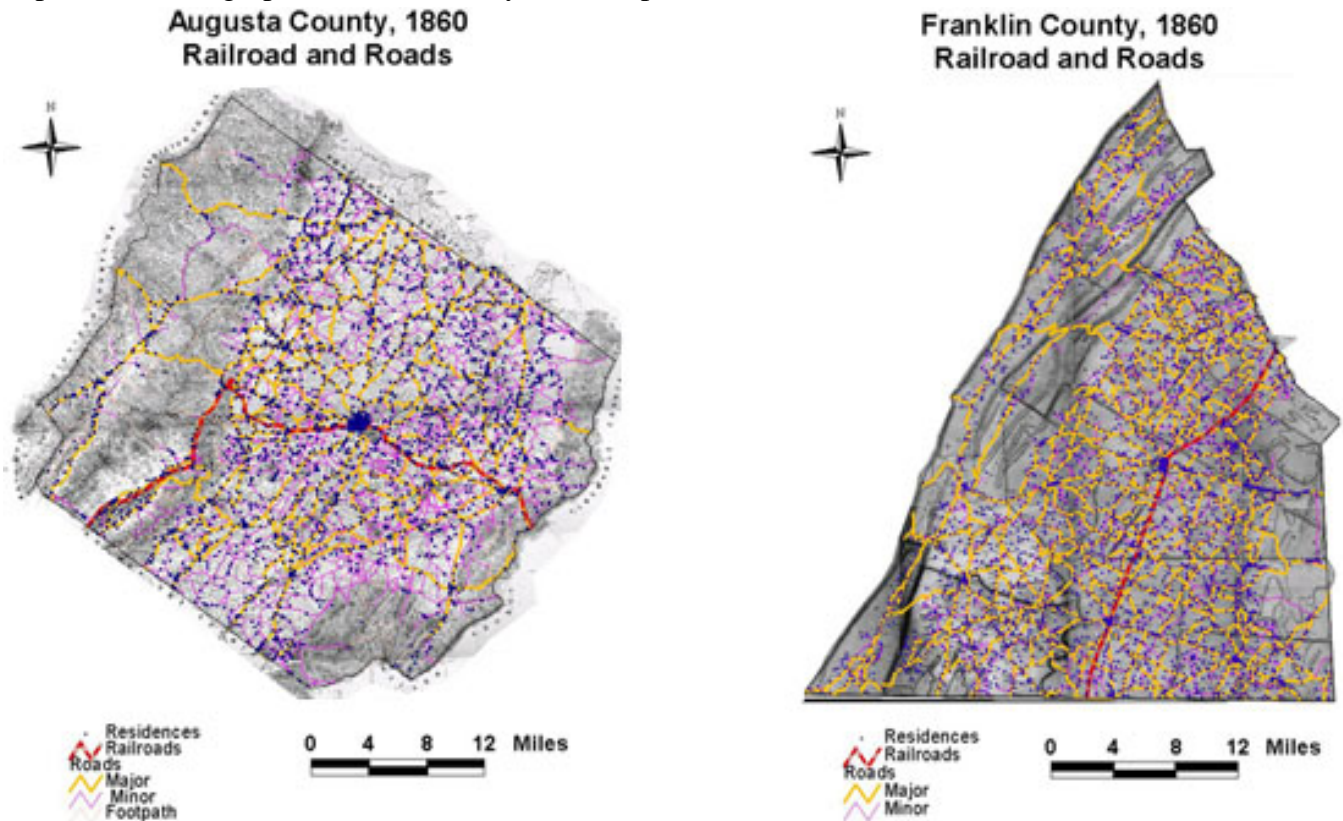 Augusta County, 1860
Railroad and Roads
N
Residences
Railroads
Roads
Major
Minor
Footpath
0 4 8 12 Miles
Franklin County, 1860
Railroad and Roads
N
Residences
Railroads
Roads
Major
Minor
0 4 8 12 Miles